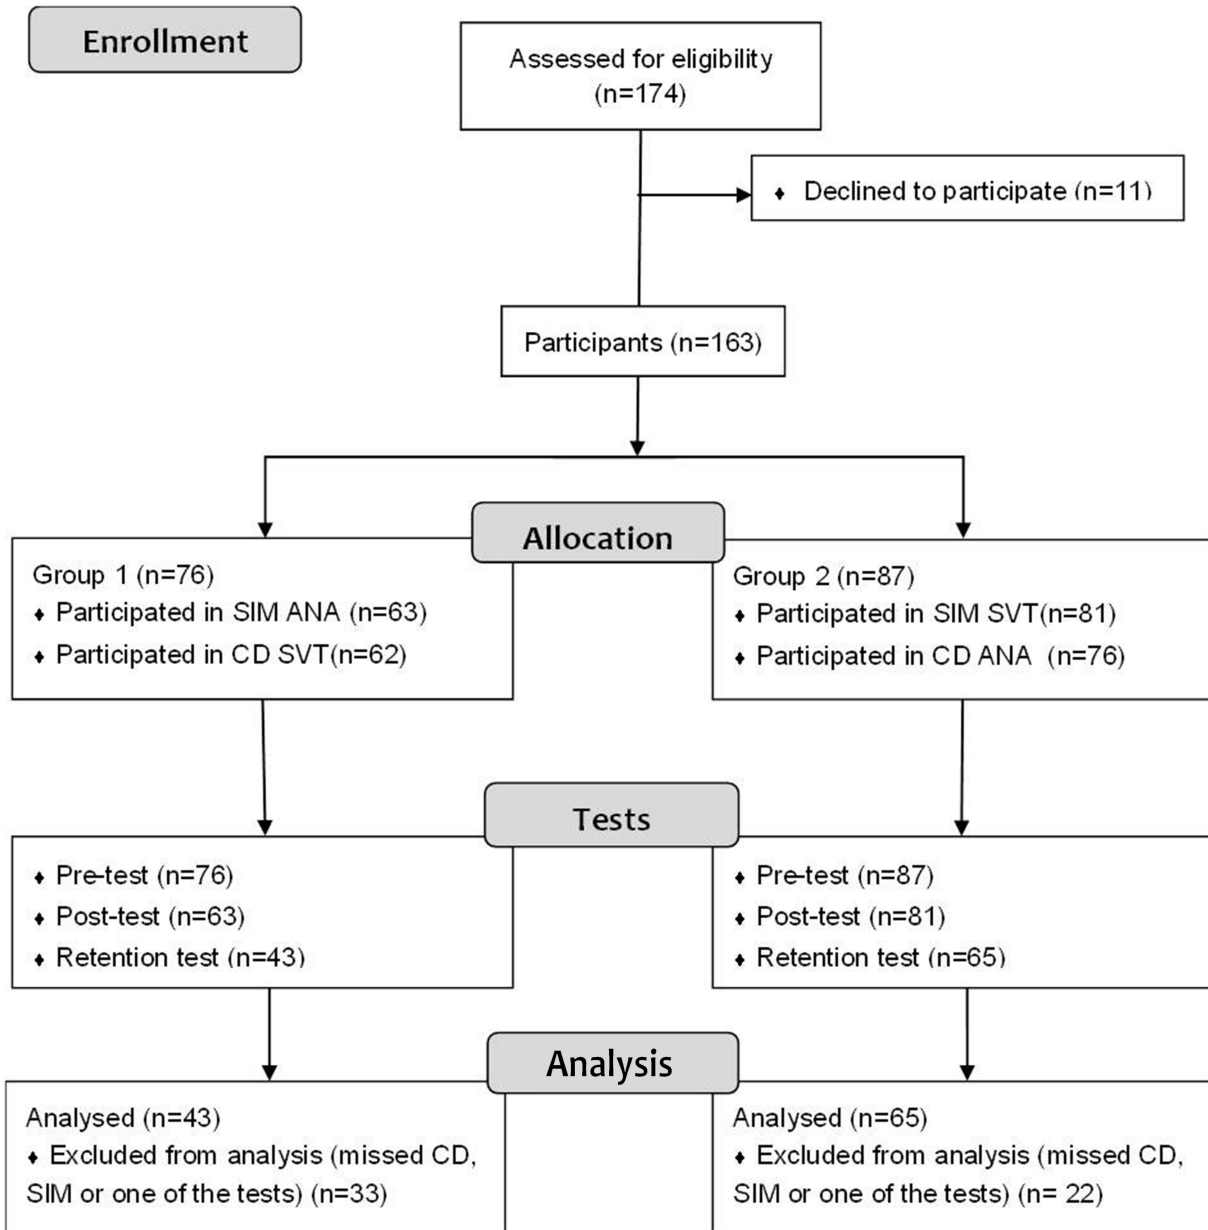 Enrollment
Assessed for eligibility
(n=174)
♦ Declined to participate (n=11)
Participants (n=163)
Allocation
Group 1 (n=76)
♦ Participated in SIM ANA (n=63)
♦ Participated in CD SVT(n=62)
Group 2 (n=87)
♦ Participated in SIM SVT(n=81)
♦ Participated in CD ANA (n=76)
Tests
♦ Pre-test (n=76)
♦ Post-test (n=63)
♦ Retention test (n=43)
♦ Pre-test (n=87)
♦ Post-test (n=81)
♦ Retention test (n=65)
Analysis
Analysed (n=43)
♦ Excluded from analysis (missed CD,
SIM or one of the tests) (n=33)
Analysed (n=65)
♦ Excluded from analysis (missed CD,
SIM or one of the tests) (n= 22)